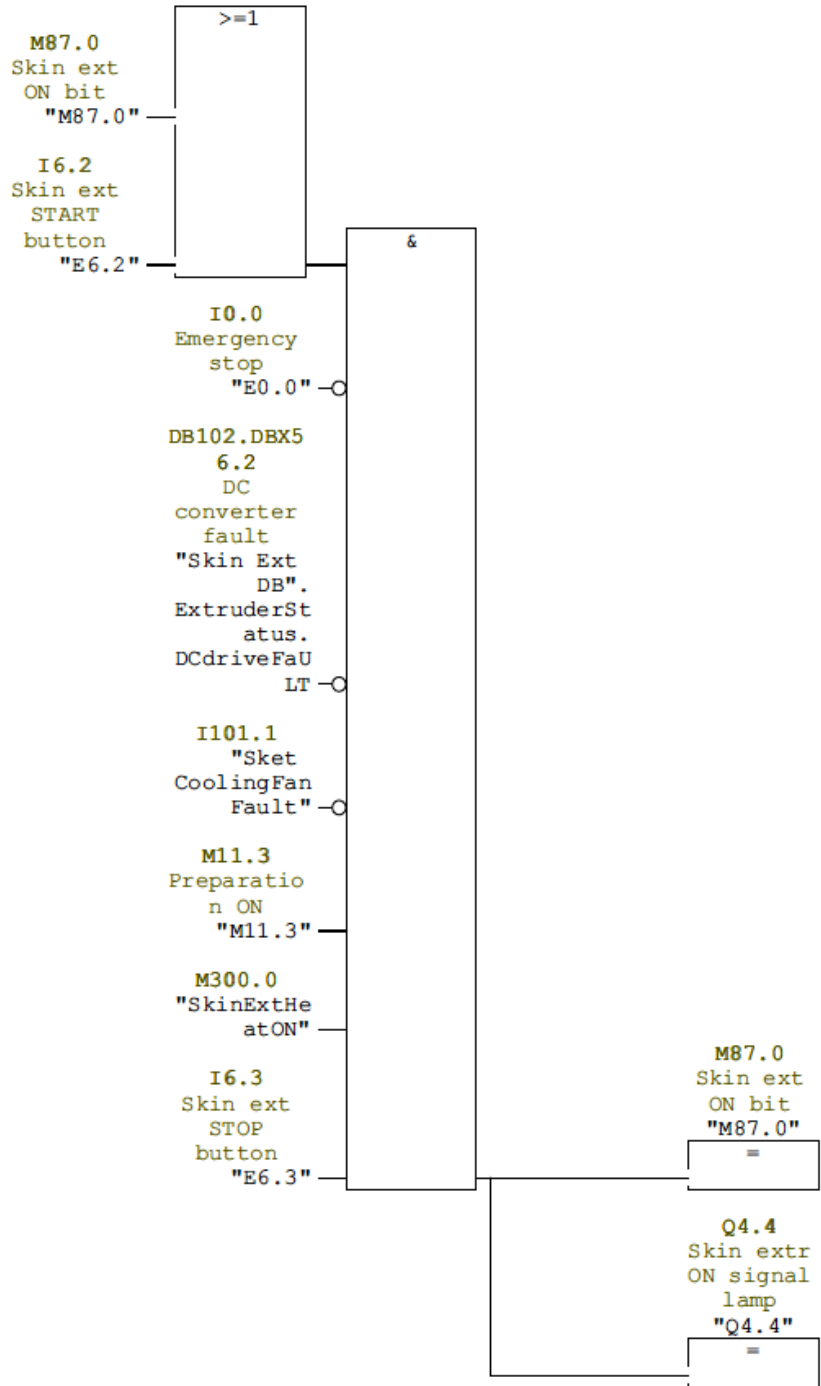 >=1
M87.0
Skin ext
ON bit
"M87.0"
I6.2
Skin ext
START
button
"E6.2"
&
I0.0
Emergency
stop
"E0.0"
DB102.DBX5
6.2
DC
converter
fault
"Skin Ext
DB".
ExtruderSt
atus.
DCdriveFaU
LT
I101.1
"Sket
CoolingFan
Fault"
M11.3
Preparatio
n ON
"M11.3"
M300.0
"SkinExtHe
atON"
I6.3
Skin ext
STOP
button
"E6.3"
M87.0
Skin ext
ON bit
"M87.0"
=
Q4.4
Skin extr
ON signal
lamp
"Q4.4"
=